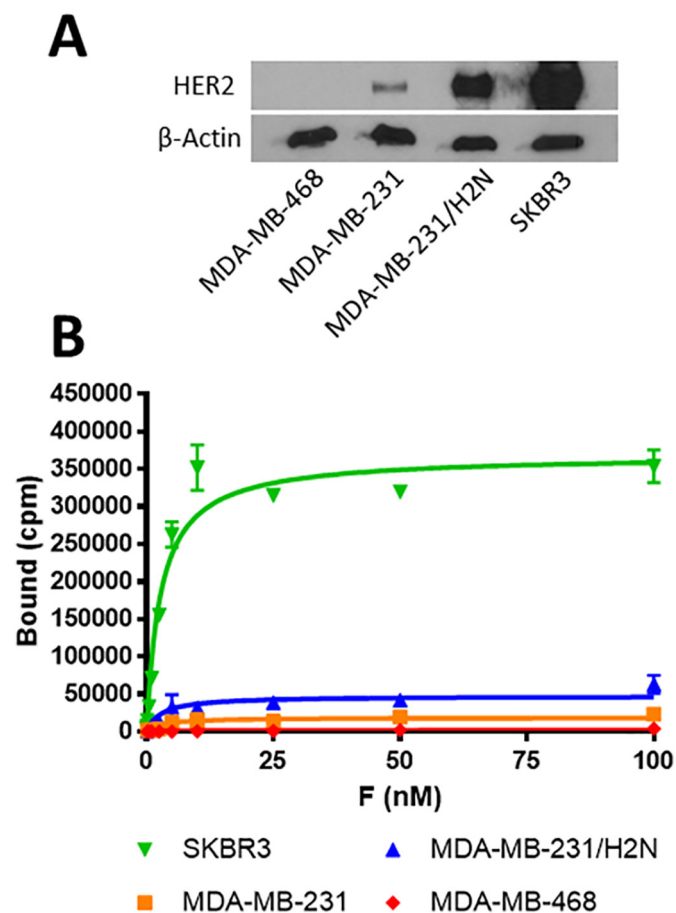 A
HER2
β-Actin
MDA-MB-468
MDA-MB-231
MDA-MB-231/H2N
SKBR3
B
450000
400000
350000
300000
250000
200000
150000
100000
50000
0
Bound (cpm)
0 25 50 75 100
F (nM)
SKBR3 MDA-MB-231/H2N
MDA-MB-231 MDA-MB-468